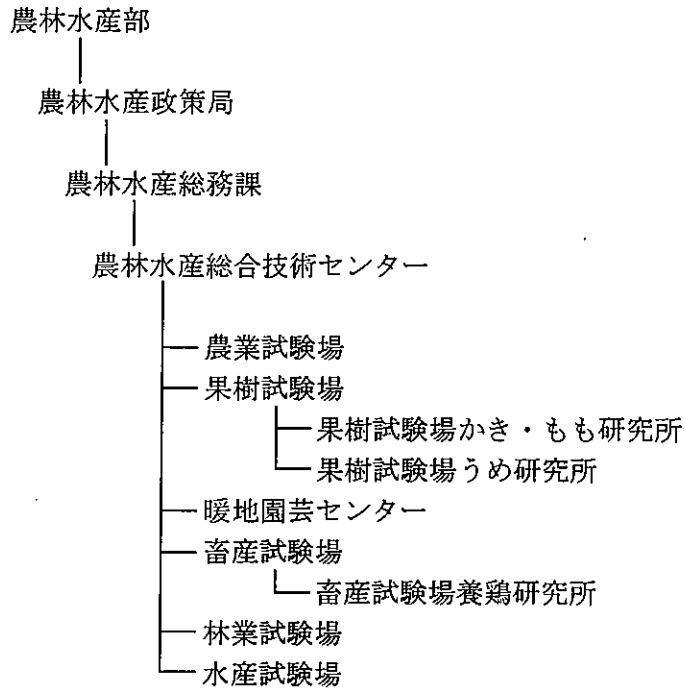 農林水産部
農林水産政策局
農林水産総務課
農林水産総合技術センター
農業試験場
果樹試験場
果樹試験場かき・もも研究所
果樹試験場うめ研究所
暖地園芸センター
畜産試験場
畜産試験場養鶏研究所
林業試験場
水産試験場